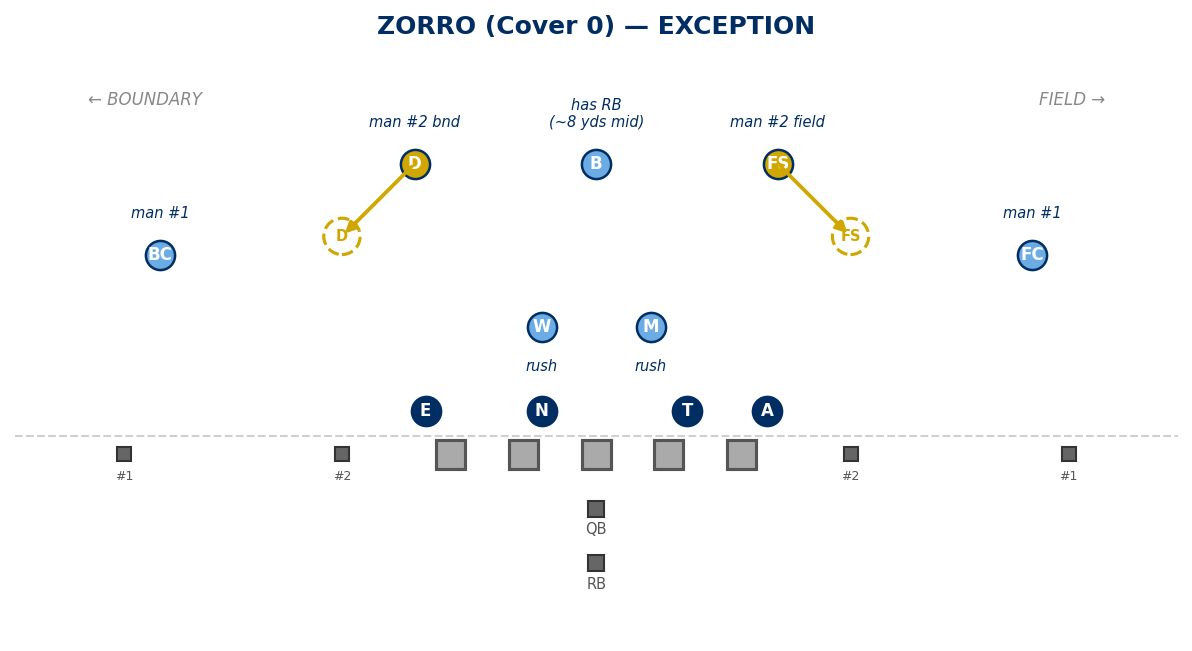 ZORRO (Cover 0) — EXCEPTION
← BOUNDARY
FIELD →
has RB
(~8 yds mid)
man #2 bnd
man #2 field
D
B
FS
man #1
man #1
D
FS
BC
FC
W
M
rush
rush
E
N
T
A
#1
#2
#2
#1
QB
RB